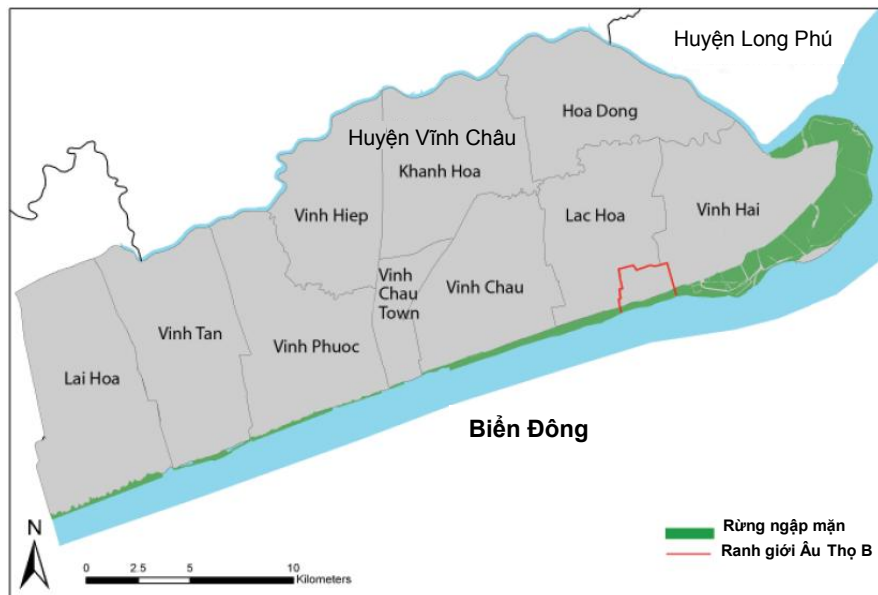 Huyện Long Phú
Hoa Dong
Huyện Vĩnh Châu
Khanh Hoa
Vinh Hiep
Lac Hoa
Vinh Hai
Vinh
Chau
Town
Vinh Chau
Vinh Tan
Vinh Phuoc
Lai Hoa
Biển Đông
N
0 2.5 5 10
Kilometers
Rừng ngập mặn
Ranh giới Âu Thọ B